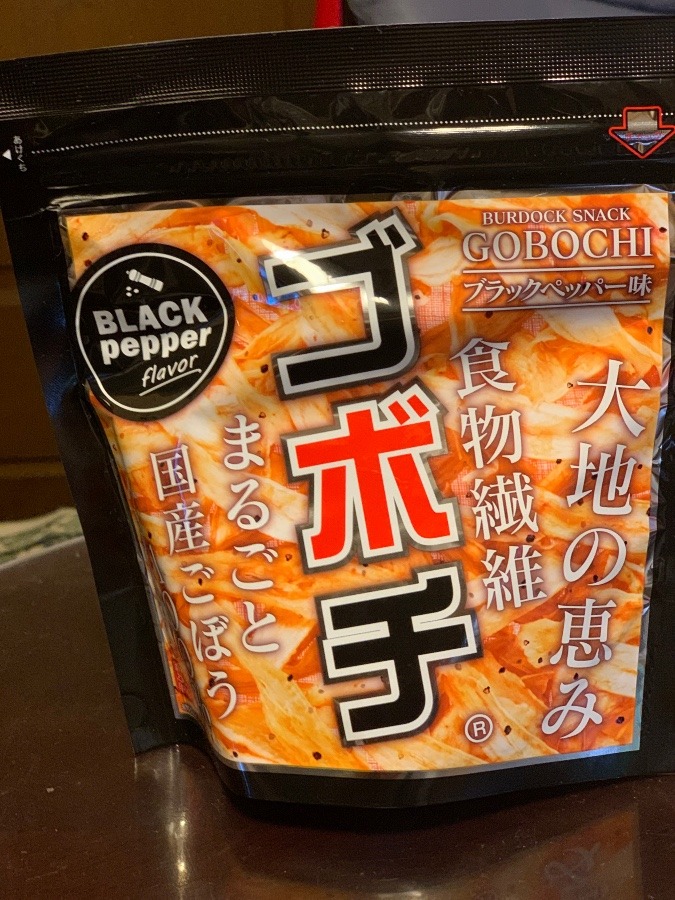 BURDOCK SNACK
GOBOCHI
ブラックペッパー味
BLACK
pepper
flavor
大地の恵み
食物繊維
ゴボチ
®
まるごと
国産ごぼう